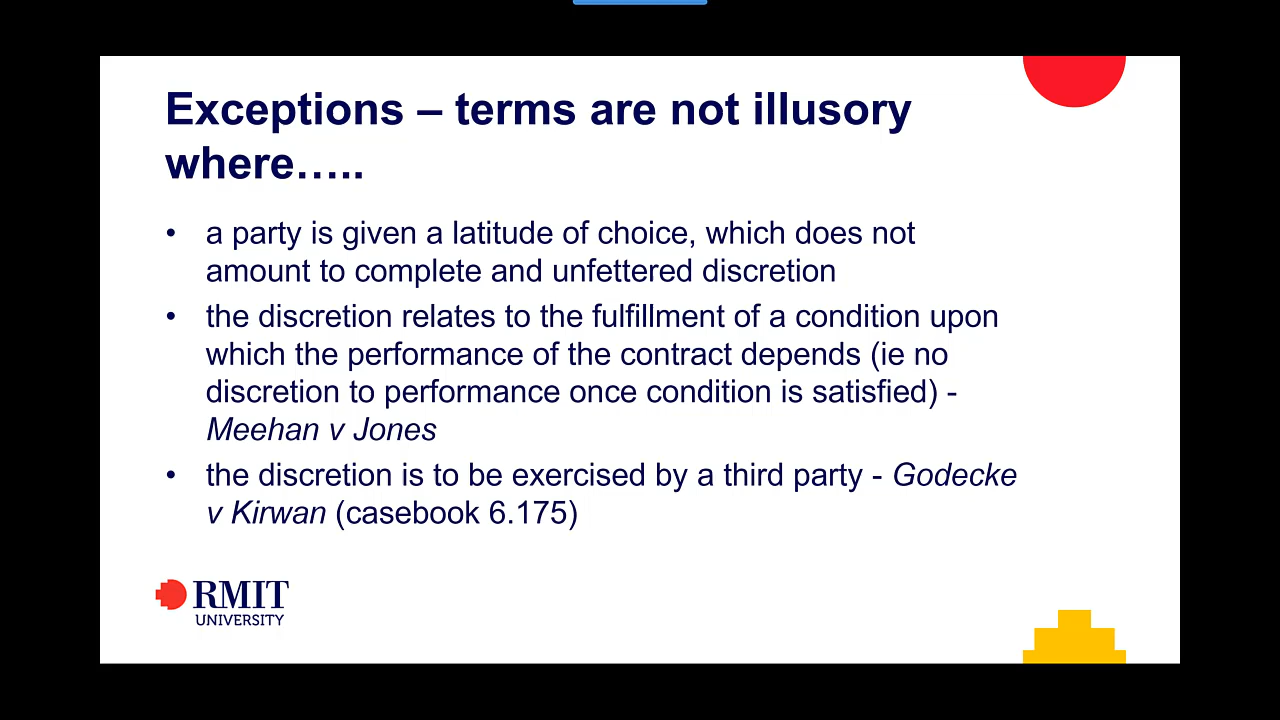 Exceptions – terms are not illusory
where…..
• a party is given a latitude of choice, which does not
amount to complete and unfettered discretion
• the discretion relates to the fulfillment of a condition upon
which the performance of the contract depends (ie no
discretion to performance once condition is satisfied) -
Meehan v Jones
• the discretion is to be exercised by a third party - Godecke
v Kirwan (casebook 6.175)
RMIT
UNIVERSITY